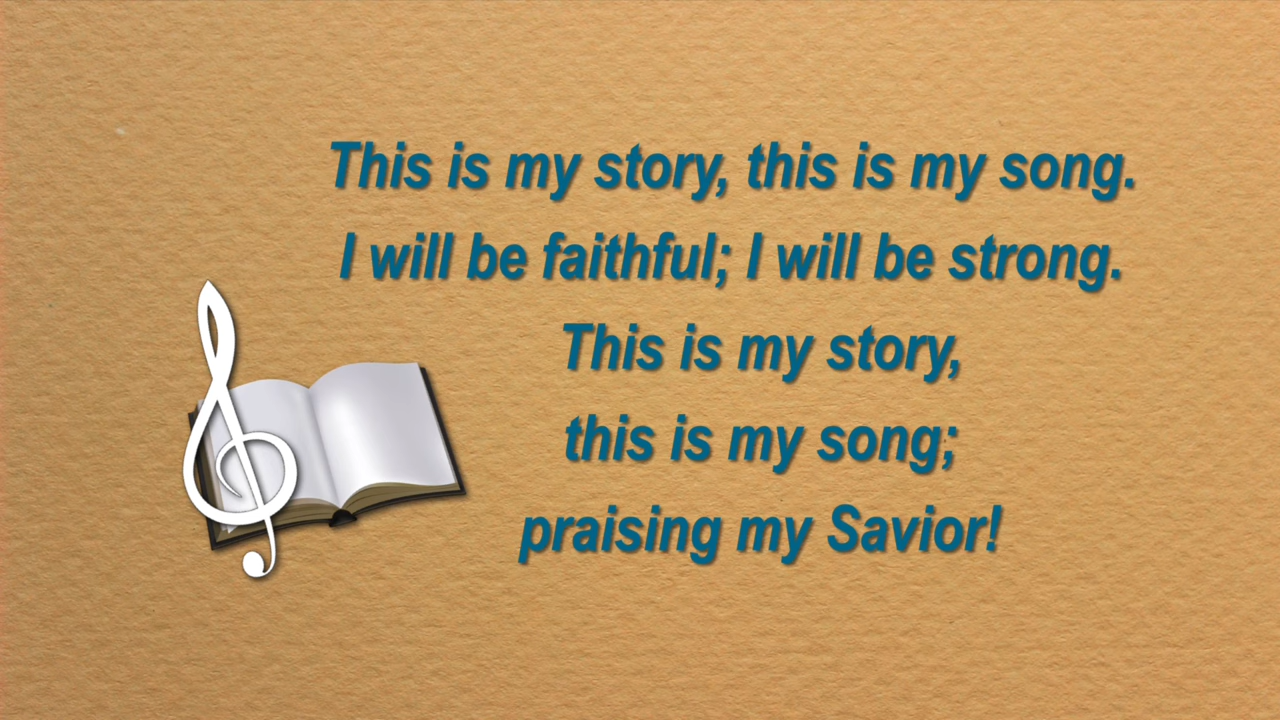 This is my story, this is my song.
I will be faithful; I will be strong.
This is my story,
this is my song;
praising my Savior!